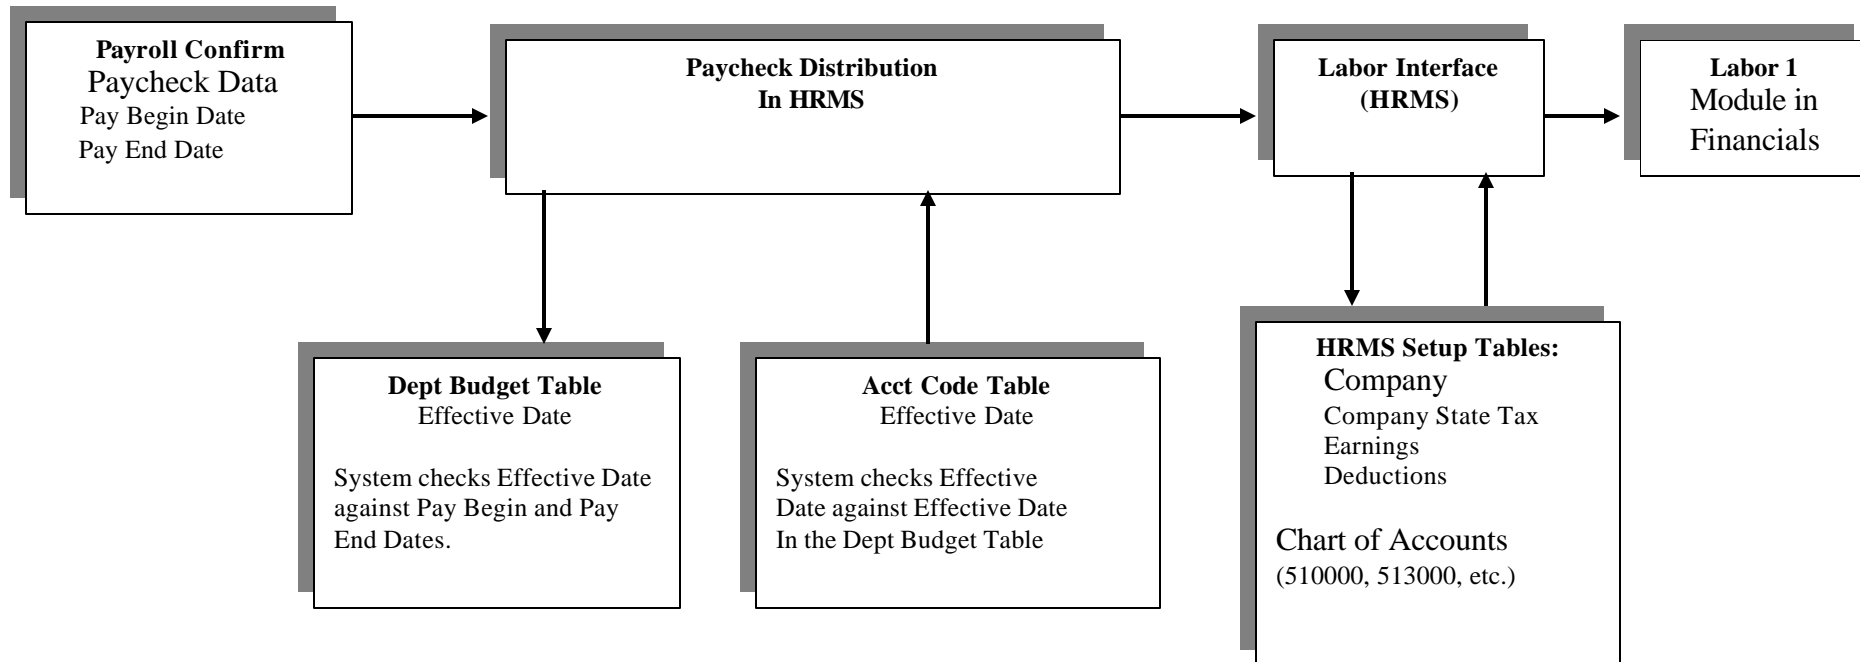 Payroll Confirm
Paycheck Data
Pay Begin Date
Pay End Date
Paycheck Distribution
In HRMS
Labor Interface
(HRMS)
Labor 1
Module in
Financials
Dept Budget Table
Effective Date
System checks Effective Date
against Pay Begin and Pay
End Dates.
Acct Code Table
Effective Date
System checks Effective
Date against Effective Date
In the Dept Budget Table
HRMS Setup Tables:
Company
Company State Tax
Earnings
Deductions
Chart of Accounts
(510000, 513000, etc.)